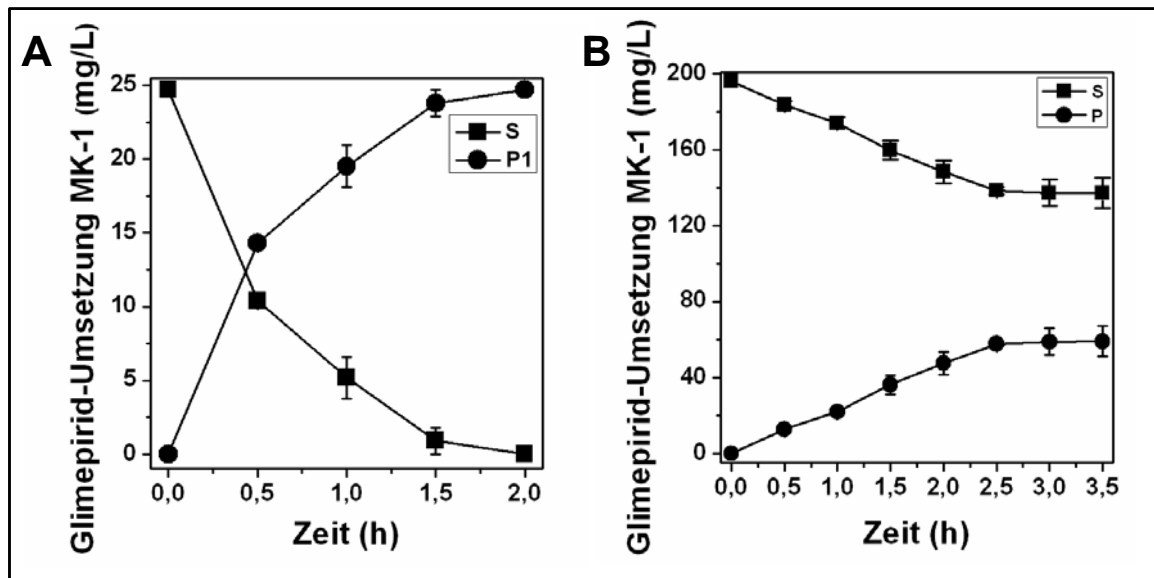 A
Glimepirid-Umsetzung MK-1 (mg/L)
25
20
15
10
5
0
S
P1
0,0 0,5 1,0 1,5 2,0
Zeit (h)
B
Glimepirid-Umsetzung MK-1 (mg/L)
200
160
120
80
40
0
S
P
0,0 0,5 1,0 1,5 2,0 2,5 3,0 3,5
Zeit (h)